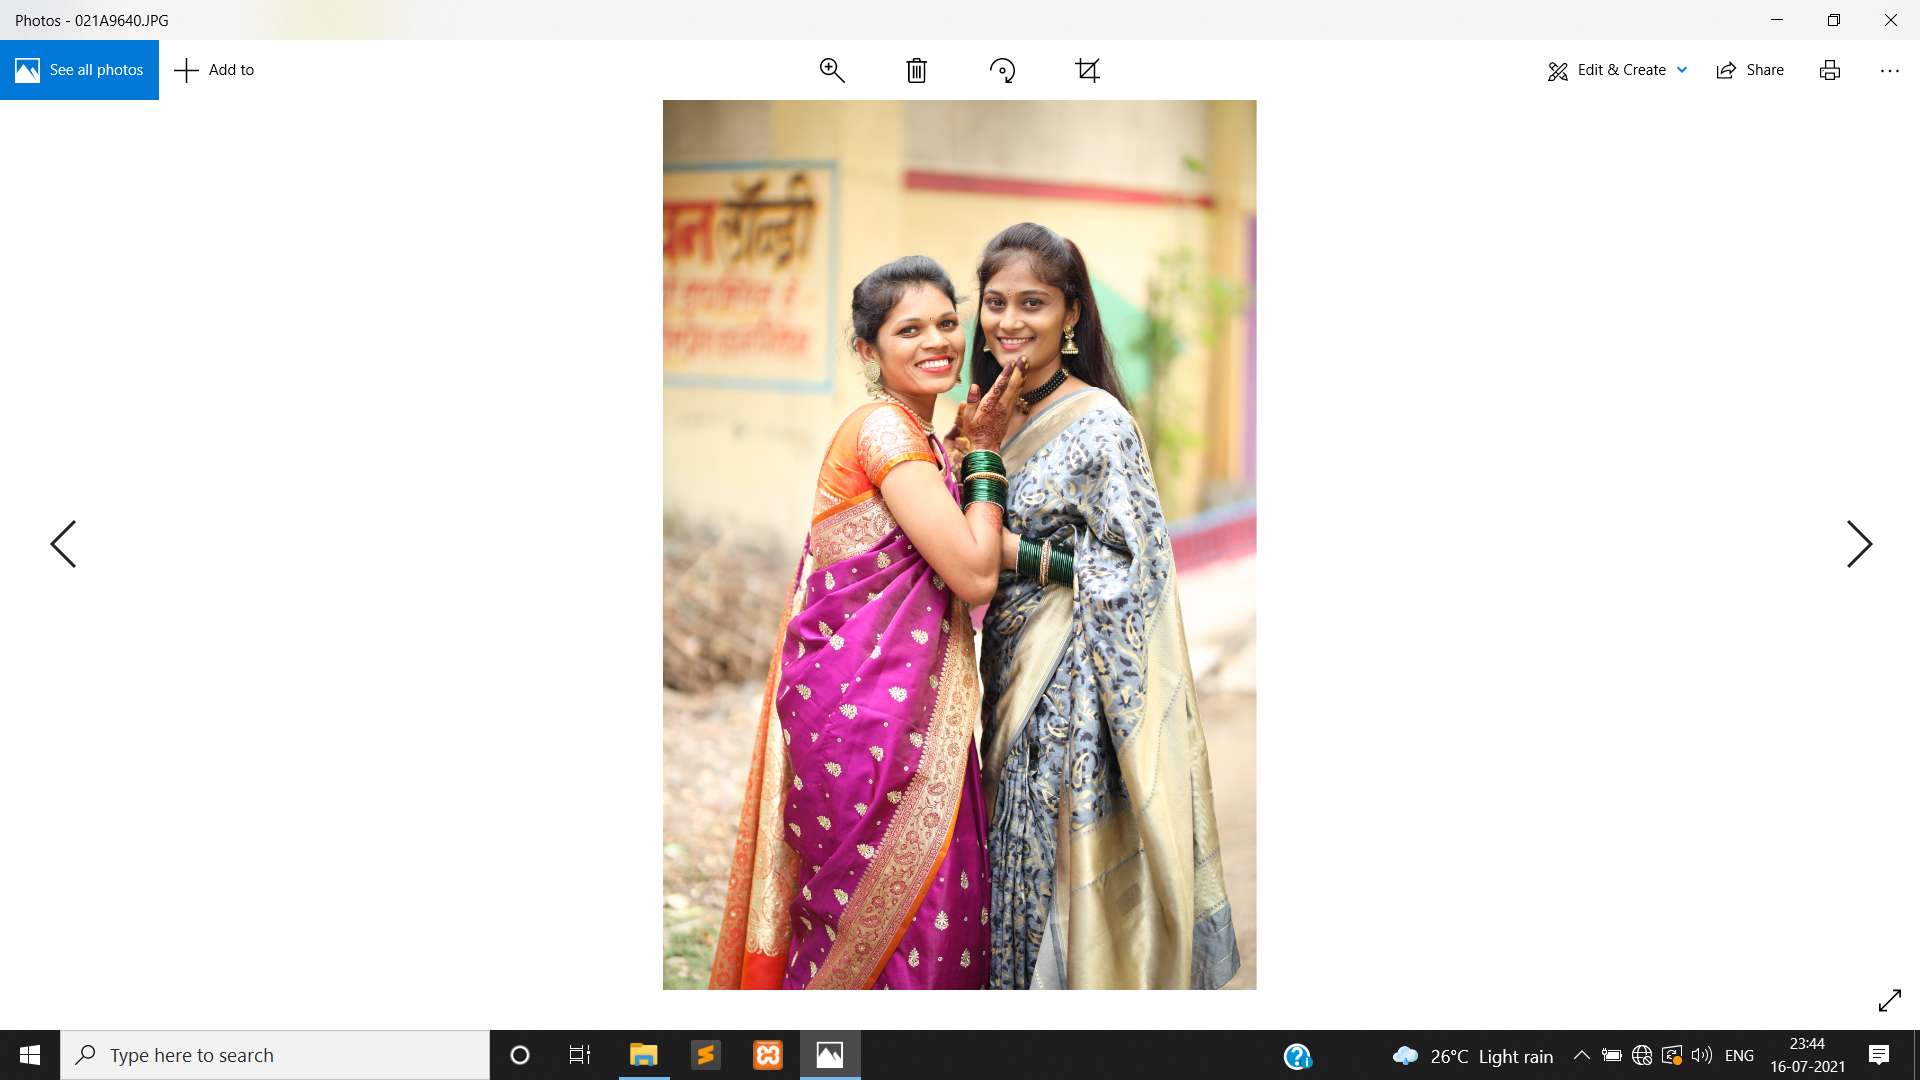 Photos - 021A9640.JPG
See all photos
Add to
Edit & Create
Share
लॉन्ड्री
Type here to search
26°C Light rain
ENG
23:44
16-07-2021